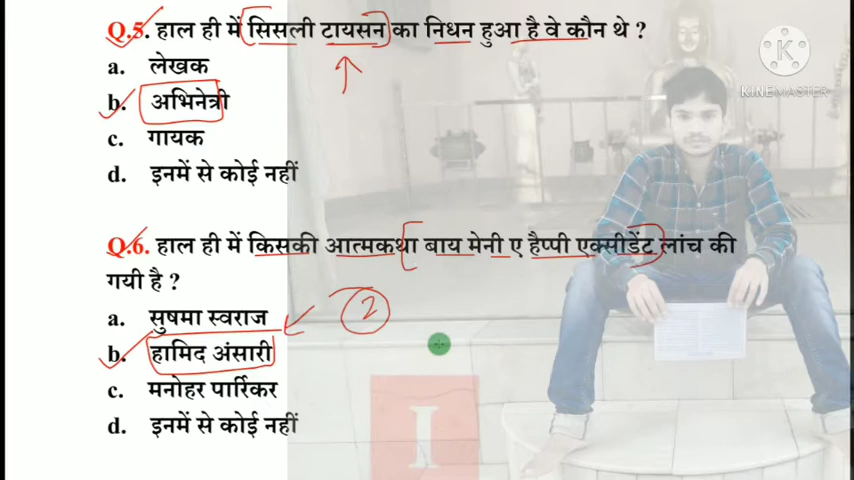 Q.5. हाल ही में सिसली टायसन का निधन हुआ है वे कौन थे ?
a. लेखक
b. अभिनेत्री
c. गायक
d. इनमें से कोई नहीं
Q.6. हाल ही में किसकी आत्मकथा बाय मेनी ए हैप्पी एक्सीडेंट लांच की
गयी है ?
a. सुषमा स्वराज
b. हामिद अंसारी
c. मनोहर पार्रिकर
d. इनमें से कोई नहीं
2
I
K
KINEMASTER